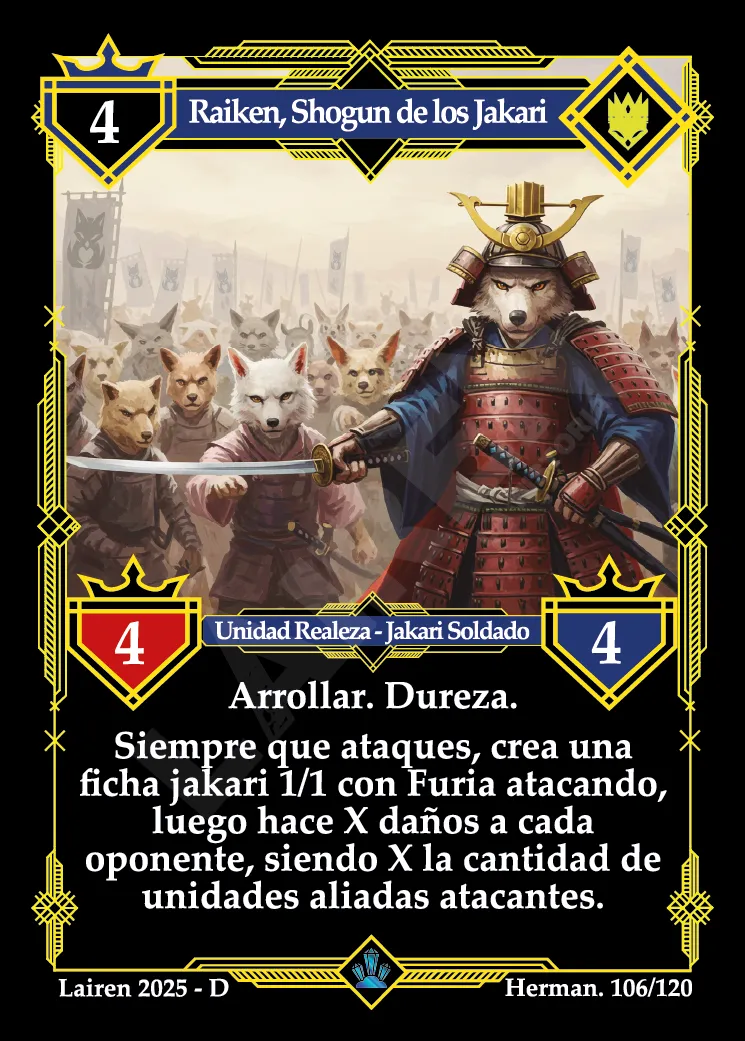 4
Raiken, Shogun de los Jakari
4
Unidad Realeza - Jakari Soldado
4
Arrollar. Dureza.
Siempre que ataques, crea una
ficha jakari 1/1 con Furia atacando,
luego hace X daños a cada
oponente, siendo X la cantidad de
unidades aliadas atacantes.
Lairen 2025 - D
Herman. 106/120